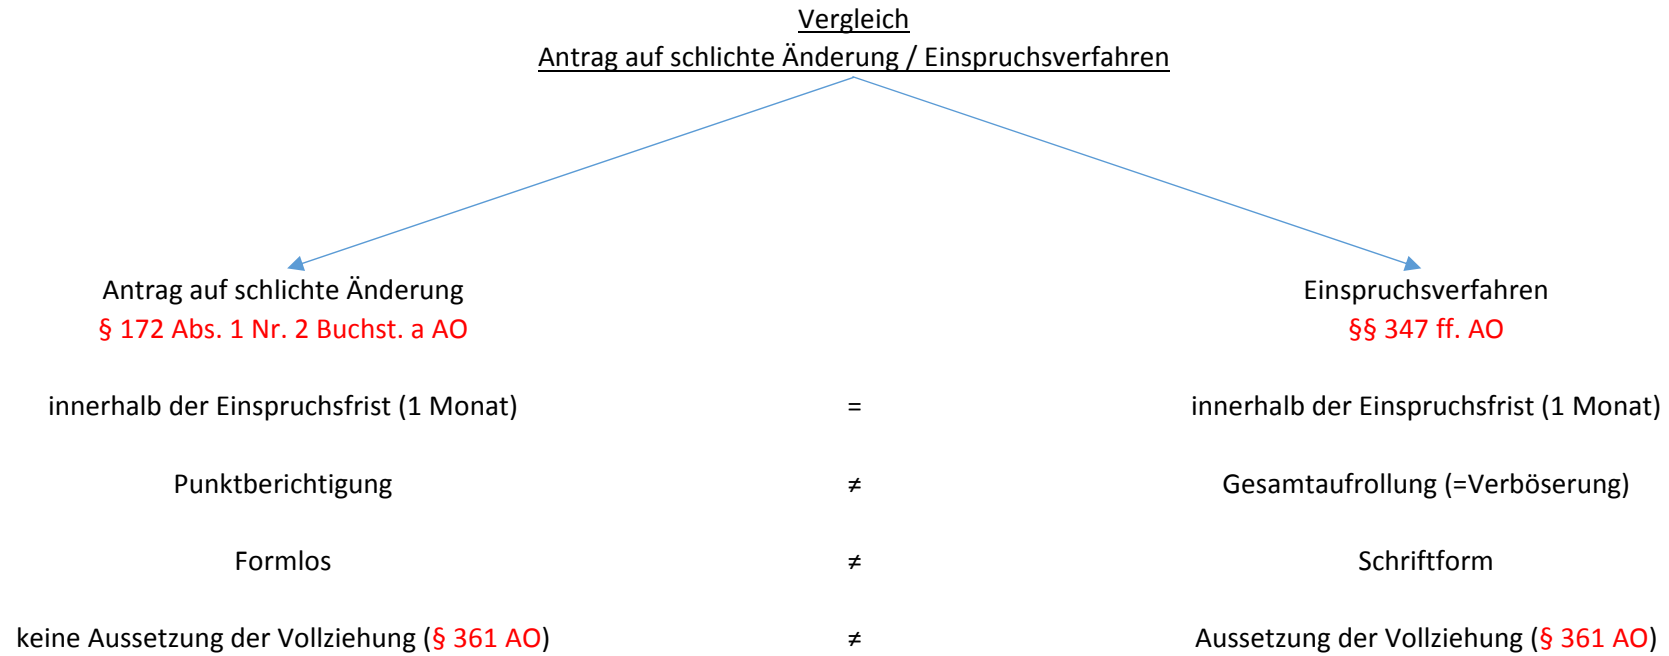 Vergleich
Antrag auf schlichte Änderung / Einspruchsverfahren
Antrag auf schlichte Änderung
Einspruchsverfahren
§ 172 Abs. 1 Nr. 2 Buchst. a AO
§§ 347 ff. AO
innerhalb der Einspruchsfrist (1 Monat) = innerhalb der Einspruchsfrist (1 Monat)
Punktberichtigung ≠ Gesamtaufrollung (=Verböserung)
Formlos ≠ Schriftform
keine Aussetzung der Vollziehung (§ 361 AO) ≠ Aussetzung der Vollziehung (§ 361 AO)